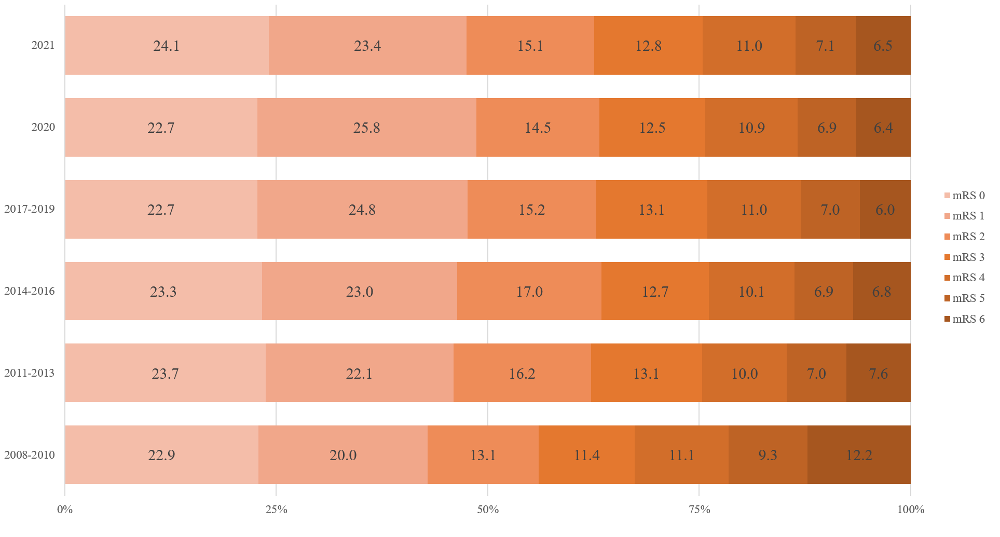 2021 24.1 23.4 15.1 12.8 11.0 7.1 6.5
2020 22.7 25.8 14.5 12.5 10.9 6.9 6.4
2017-2019 22.7 24.8 15.2 13.1 11.0 7.0 6.0
2014-2016 23.3 23.0 17.0 12.7 10.1 6.9 6.8
2011-2013 23.7 22.1 16.2 13.1 10.0 7.0 7.6
2008-2010 22.9 20.0 13.1 11.4 11.1 9.3 12.2
0% 25% 50% 75% 100%
mRS 0
mRS 1
mRS 2
mRS 3
mRS 4
mRS 5
mRS 6